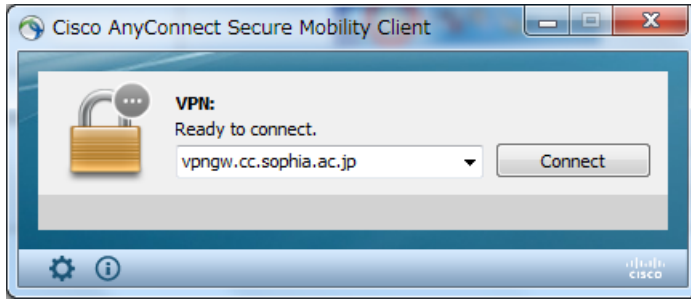 Cisco AnyConnect Secure Mobility Client
VPN:
Ready to connect.
vpngw.cc.sophia.ac.jp
Connect
CISCO